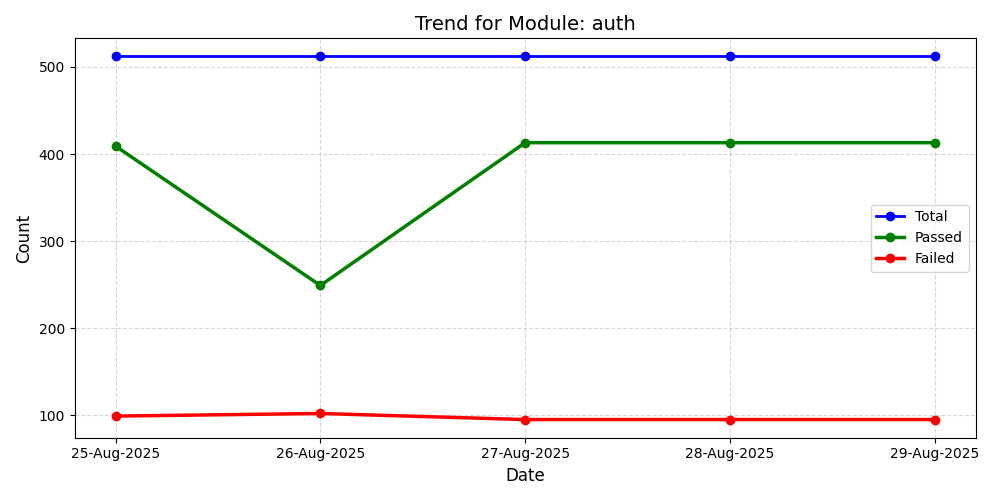 Trend for Module: auth
Count
500
400
300
200
100
Total
Passed
Failed
25-Aug-2025
26-Aug-2025
27-Aug-2025
28-Aug-2025
29-Aug-2025
Date